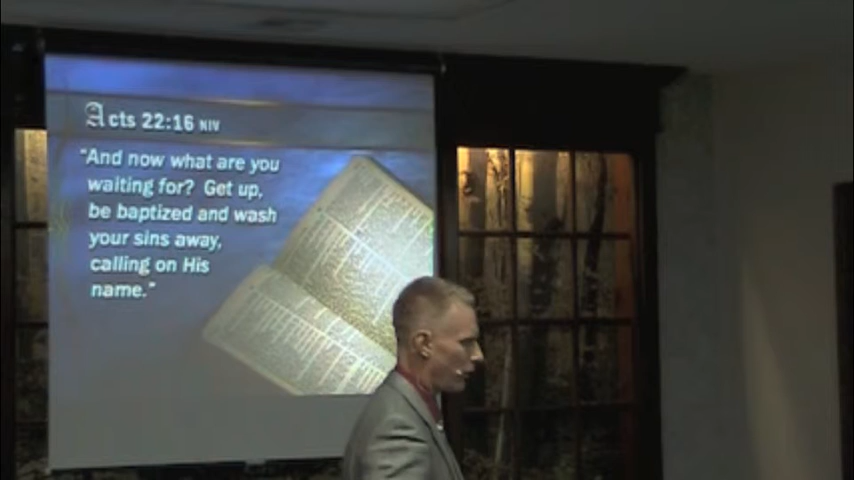 Acts 22:16 NIV
"And now what are you
waiting for? Get up,
be baptized and wash
your sins away,
calling on His
name."